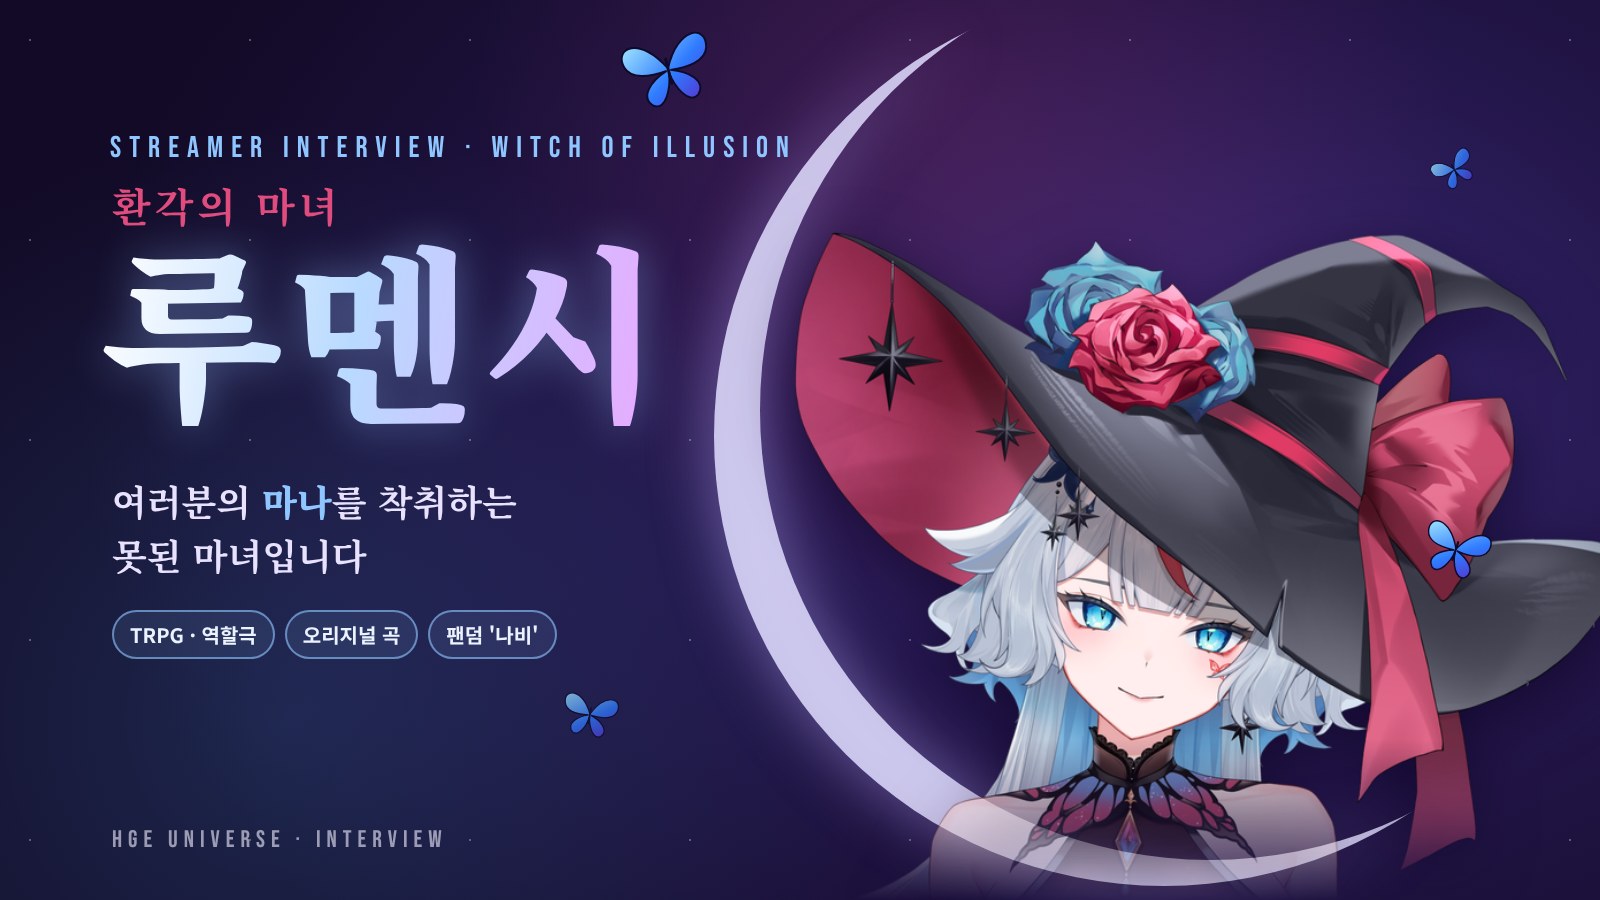 STREAMER INTERVIEW · WITCH OF ILLUSION
환각의 마녀
루멘시
여러분의 마나를 착취하는
못된 마녀입니다
TRPG · 역할극
오리지널 곡
팬덤 '나비'
HGE UNIVERSE · INTERVIEW